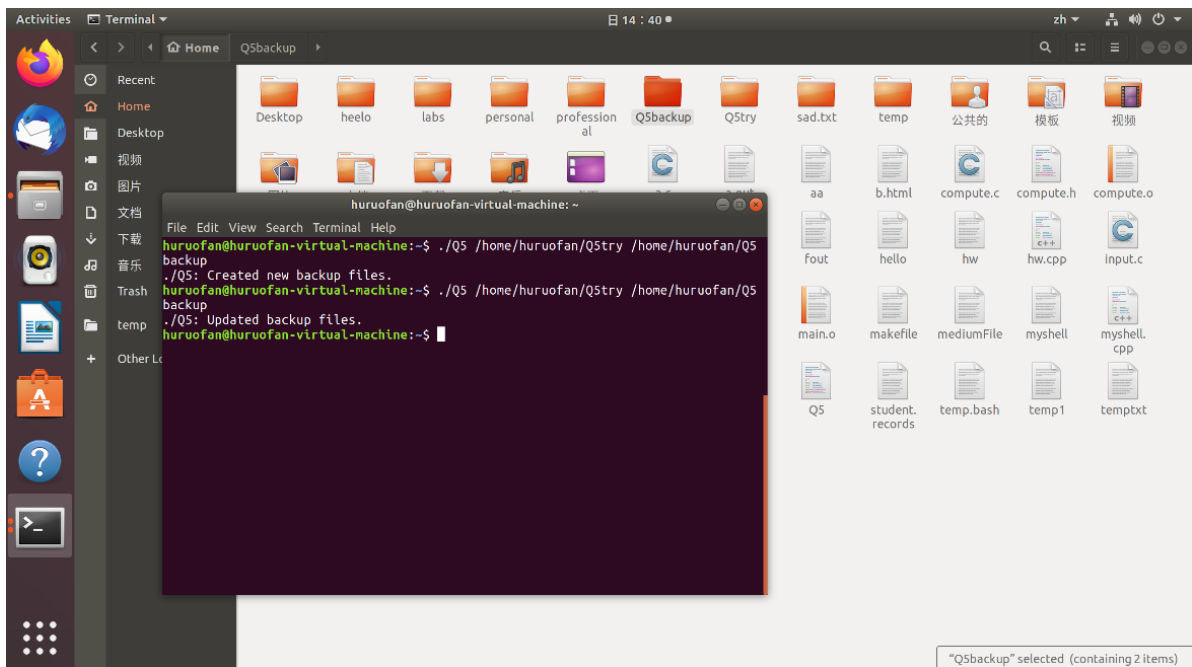 Activities Terminal 日 14：40 zh
Home Q5backup
Recent
Home
Desktop
视频
图片
文档
下载
音乐
Trash
temp
Other Lo
Desktop heelo labs personal profession
al Q5backup Q5try sad.txt temp 公共的 模板 视频
aa b.html compute.c compute.h compute.o
fout hello hw hw.cpp input.c
main.o makefile mediumFile myshell myshell.
cpp
Q5 student.
records temp.bash temp1 temptxt
huruofan@huruofan-virtual-machine: ~
File Edit View Search Terminal Help
huruofan@huruofan-virtual-machine:~$ ./Q5 /home/huruofan/Q5try /home/huruofan/Q5
backup
./Q5: Created new backup files.
huruofan@huruofan-virtual-machine:~$ ./Q5 /home/huruofan/Q5try /home/huruofan/Q5
backup
./Q5: Updated backup files.
huruofan@huruofan-virtual-machine:~$
"Q5backup" selected (containing 2 items)